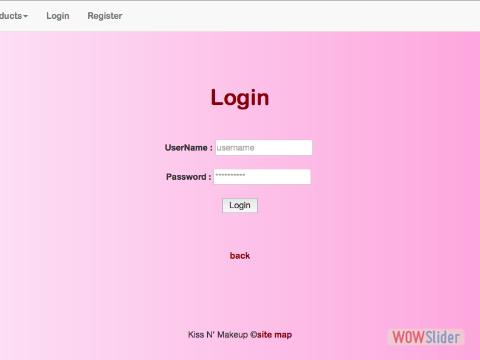 ducts Login Register
Login
UserName : username
Password : **********
Login
back
Kiss N' Makeup ©site map
WOWSlider